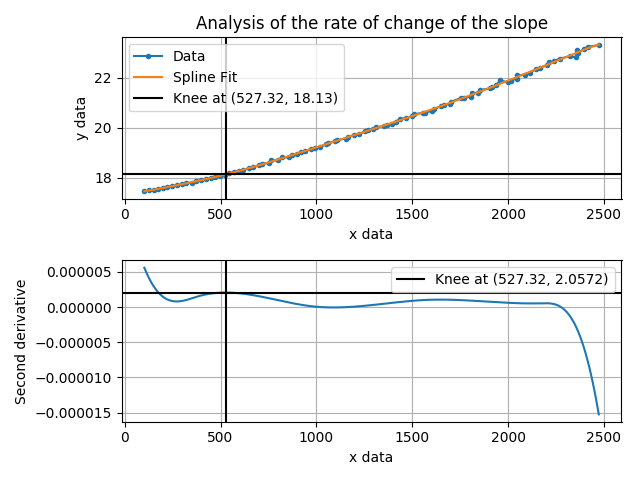 Analysis of the rate of change of the slope
Data
Spline Fit
Knee at (527.32, 18.13)
y data
22
20
18
0 500 1000 1500 2000 2500
x data
Knee at (527.32, 2.0572)
Second derivative
0.000005
0.000000
−0.000005
−0.000010
−0.000015
0 500 1000 1500 2000 2500
x data